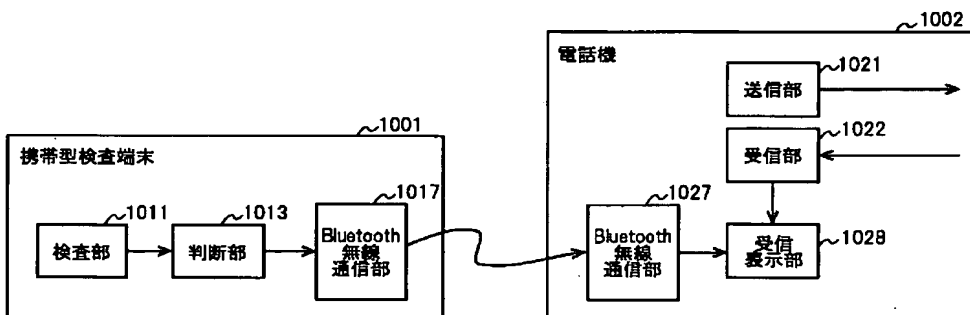 1002
電話機
1021
送信部
1001
1022
携帯型検査端末
受信部
1011
1013
1017
1027
検査部
判断部
Bluetooth
無線
通信部
Bluetooth
無線
通信部
受信
表示部
1028